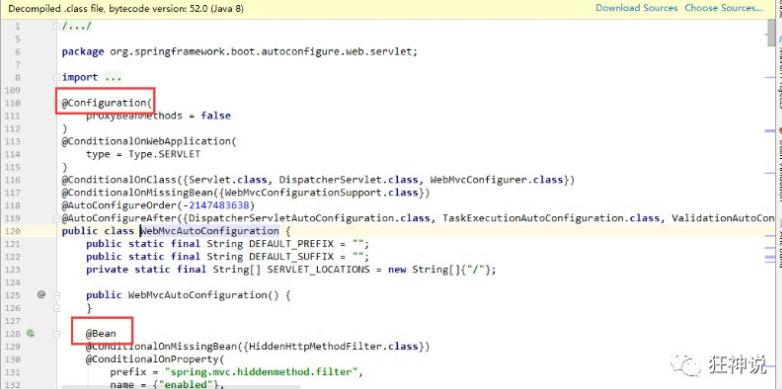 Decompiled .class file, bytecode version: 52.0 (Java 8) Download Sources Choose Sources...
1 /.../
5
6 package org.springframework.boot.autoconfigure.web.servlet;
7
8 import ...
109
110 @Configuration(
111 proxyBeanMethods = false
112 )
113 @ConditionalOnWebApplication(
114 type = Type.SERVLET
115 )
116 @ConditionalOnClass({Servlet.class, DispatcherServlet.class, WebMvcConfigurer.class})
117 @ConditionalOnMissingBean({WebMvcConfigurationSupport.class})
118 @AutoConfigureOrder(-2147483638)
119 @AutoConfigureAfter({DispatcherServletAutoConfiguration.class, TaskExecutionAutoConfiguration.class, ValidationAutoCon
120 public class WebMvcAutoConfiguration {
121 public static final String DEFAULT_PREFIX = "";
122 public static final String DEFAULT_SUFFIX = "";
123 private static final String[] SERVLET_LOCATIONS = new String[]{"/"};
124
125 @ public WebMvcAutoConfiguration() {
126 }
127
128 @Bean
129 @ConditionalOnMissingBean({HiddenHttpMethodFilter.class})
130 @ConditionalOnProperty(
131 prefix = "spring.mvc.hiddenmethod.filter",
132 name = {"enabled"},
狂神说